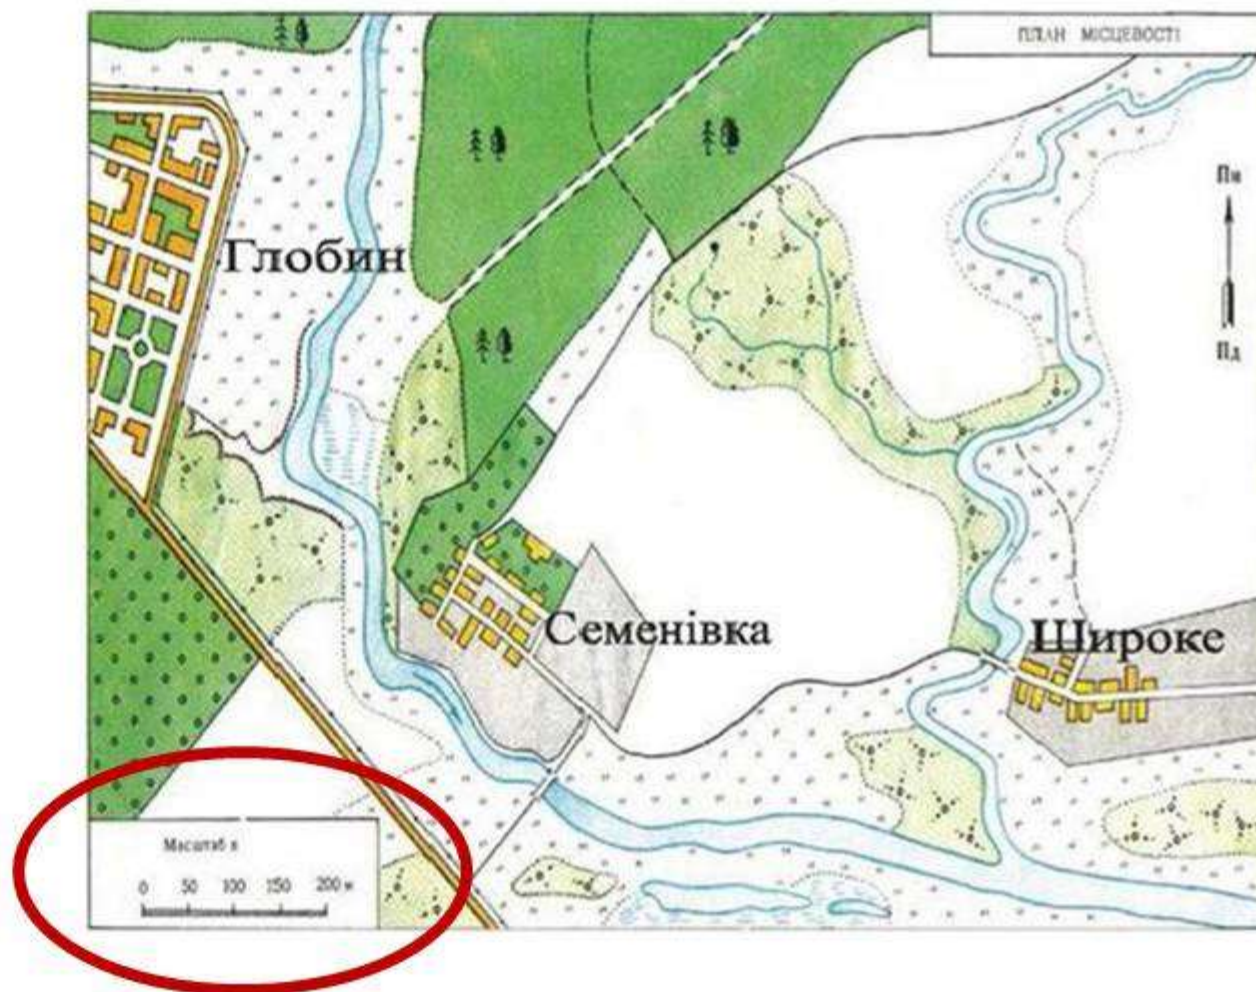 ПЛАН МІСЦЕВОСТІ
Пн
Пд
Глобин
Семенівка
Широке
Масштаб в
0 50 100 150 200 м